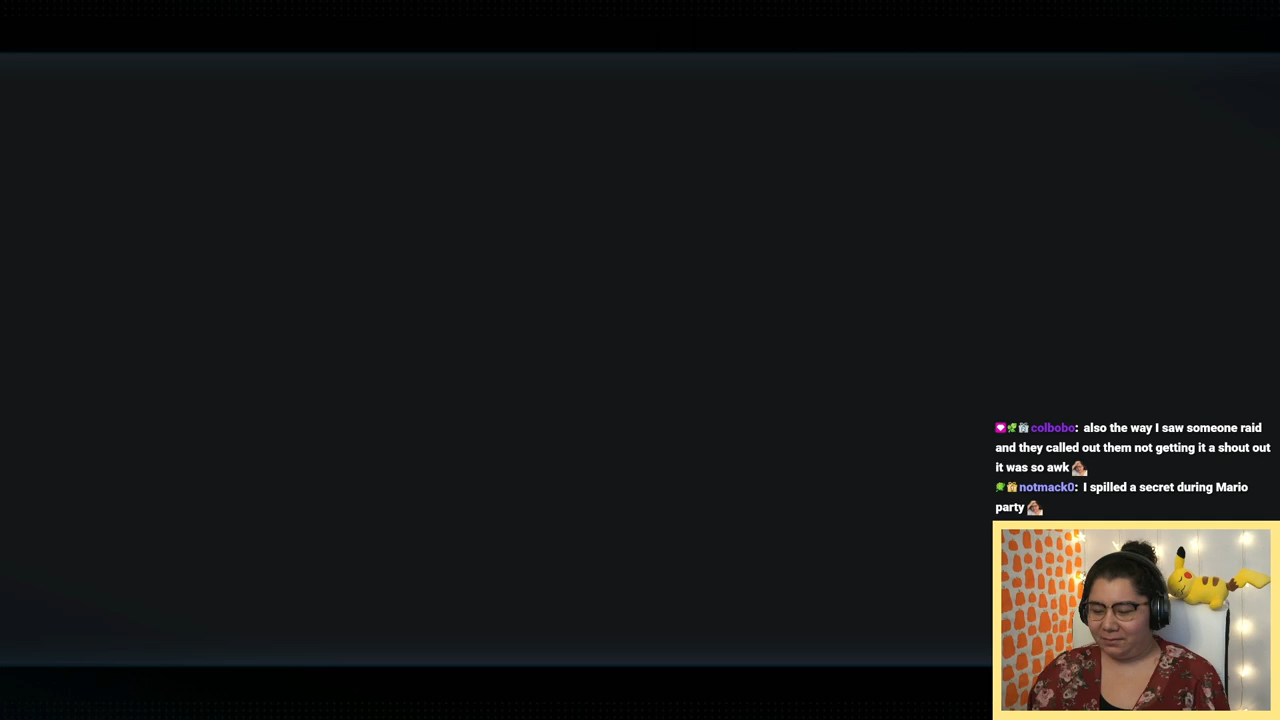 colbobo: also the way I saw someone raid
and they called out them not getting it a shout out
it was so awk
notmack0: I spilled a secret during Mario
party